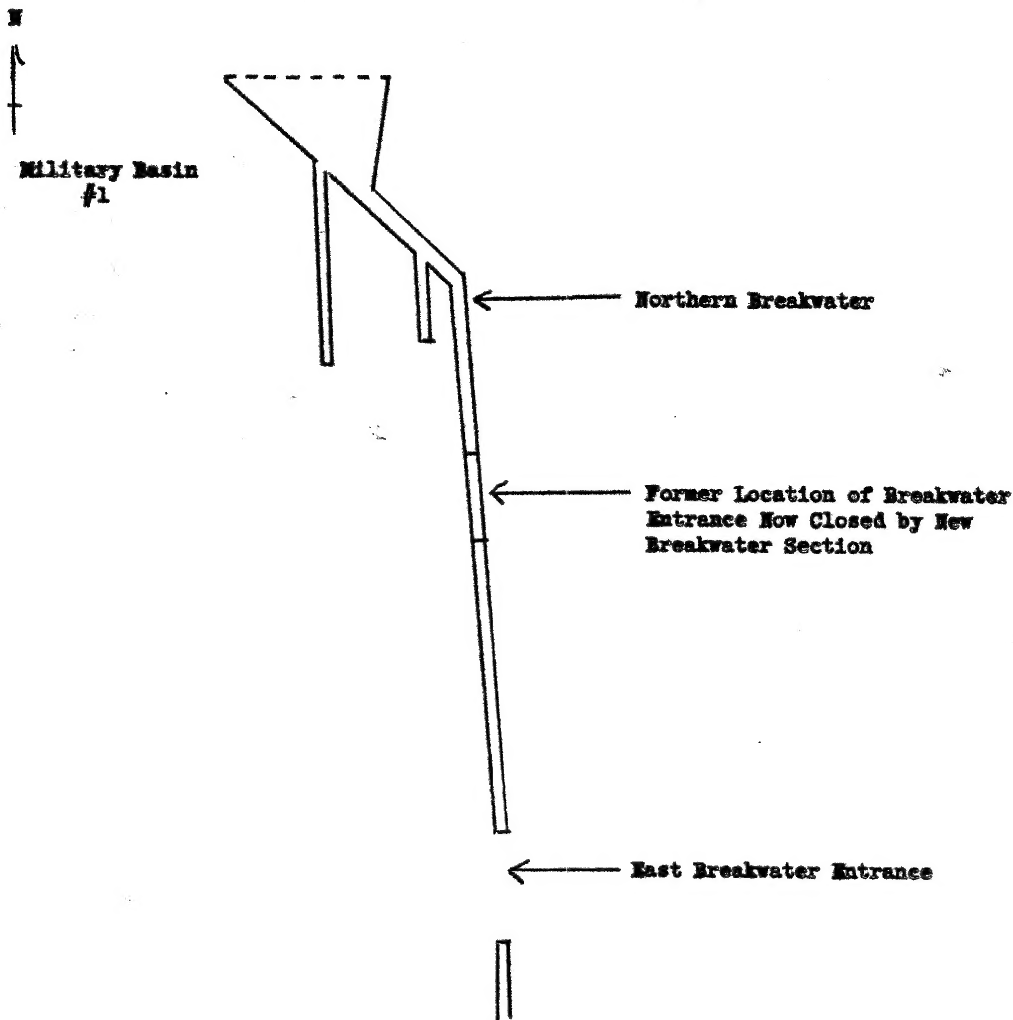 N
Military Basin
#1
Northern Breakwater
Former Location of Breakwater
Entrance Now Closed by New
Breakwater Section
East Breakwater Entrance